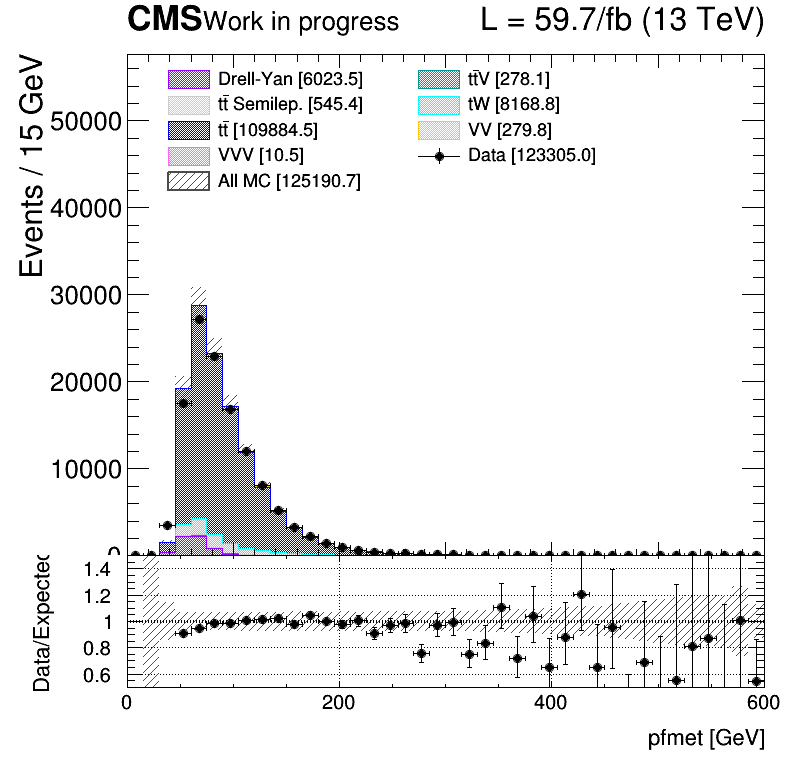 CMS Work in progress L = 59.7/fb (13 TeV)
Events / 15 GeV
Drell-Yan [6023.5]
tt̄ Semilep. [545.4]
tt̄ [109884.5]
VVV [10.5]
All MC [125190.7]
tt̄V [278.1]
tW [8168.8]
VV [279.8]
Data [123305.0]
50000
40000
30000
20000
10000
0
Data/Expected
1.4
1.2
1
0.8
0.6
0 200 400 600
pfmet [GeV]